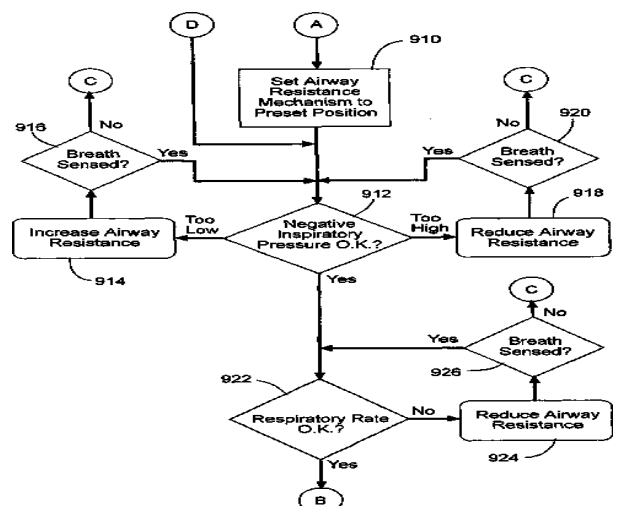 D
A
910
Set Airway
Resistance
Mechanism to
Preset Position
C
916
No
Breath
Sensed?
Yes
C
920
No
Breath
Sensed?
Yes
912
Negative
Inspiratory
Pressure O.K.?
Too
Low
Too
High
Increase Airway
Resistance
914
918
Reduce Airway
Resistance
Yes
C
No
Breath
Sensed?
Yes
926
922
Respiratory Rate
O.K.?
No
Reduce Airway
Resistance
924
Yes
B